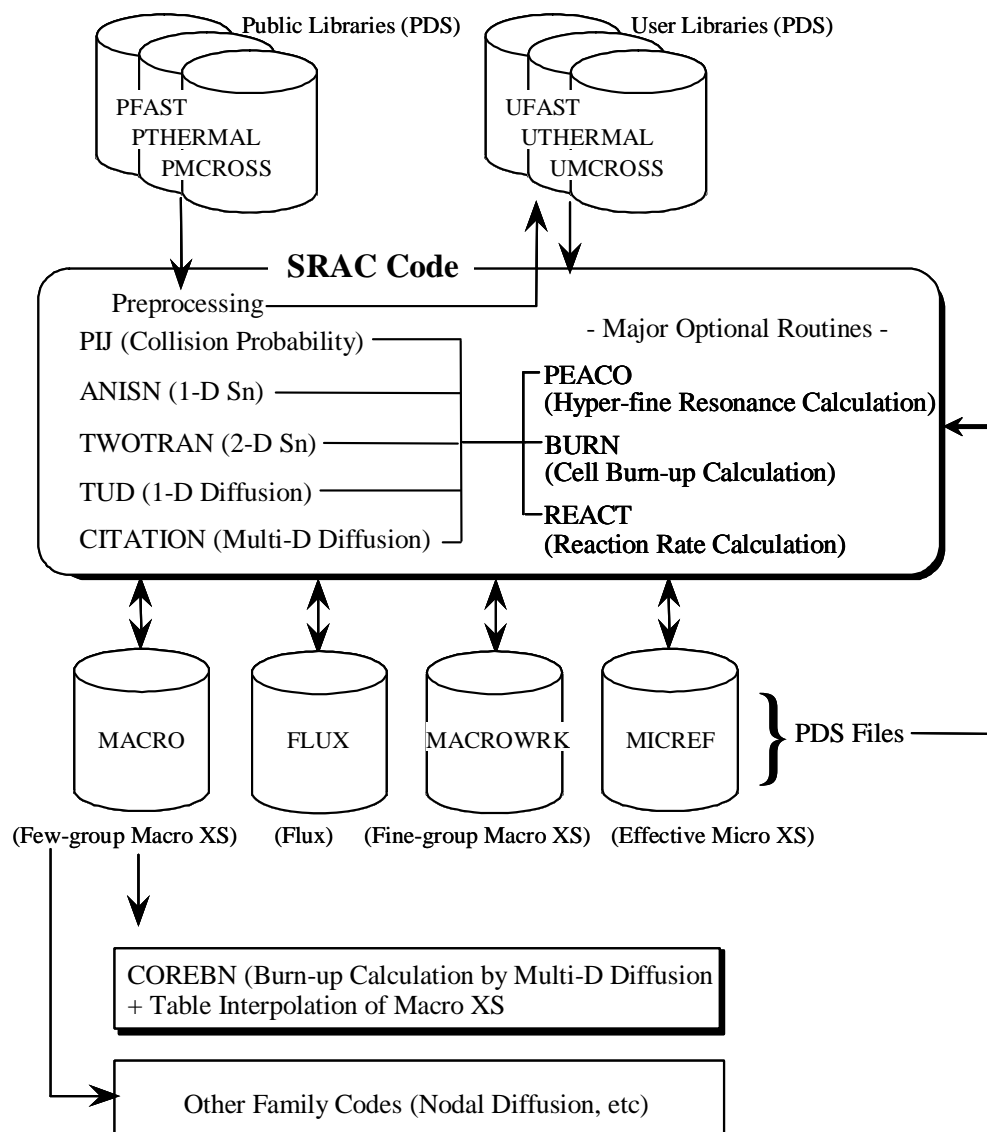 Public Libraries (PDS)
User Libraries (PDS)
PFAST
PTHERMAL
PMCROSS
UFAST
UTHERMAL
UMCROSS
SRAC Code
Preprocessing
PIJ (Collision Probability)
ANISN (1-D Sn)
TWOTRAN (2-D Sn)
TUD (1-D Diffusion)
CITATION (Multi-D Diffusion)
- Major Optional Routines -
PEACO
(Hyper-fine Resonance Calculation)
BURN
(Cell Burn-up Calculation)
REACT
(Reaction Rate Calculation)
MACRO
FLUX
MACROWRK
MICREF
} PDS Files
(Few-group Macro XS)
(Flux)
(Fine-group Macro XS)
(Effective Micro XS)
COREBN (Burn-up Calculation by Multi-D Diffusion
+ Table Interpolation of Macro XS
Other Family Codes (Nodal Diffusion, etc)